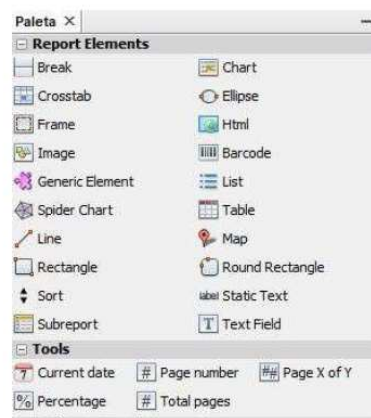 Paleta ×
Report Elements
Break Chart
Crosstab Ellipse
Frame Html
Image Barcode
Generic Element List
Spider Chart Table
Line Map
Rectangle Round Rectangle
Sort label Static Text
Subreport T Text Field
Tools
7 Current date # Page number ## Page X of Y
% Percentage # Total pages